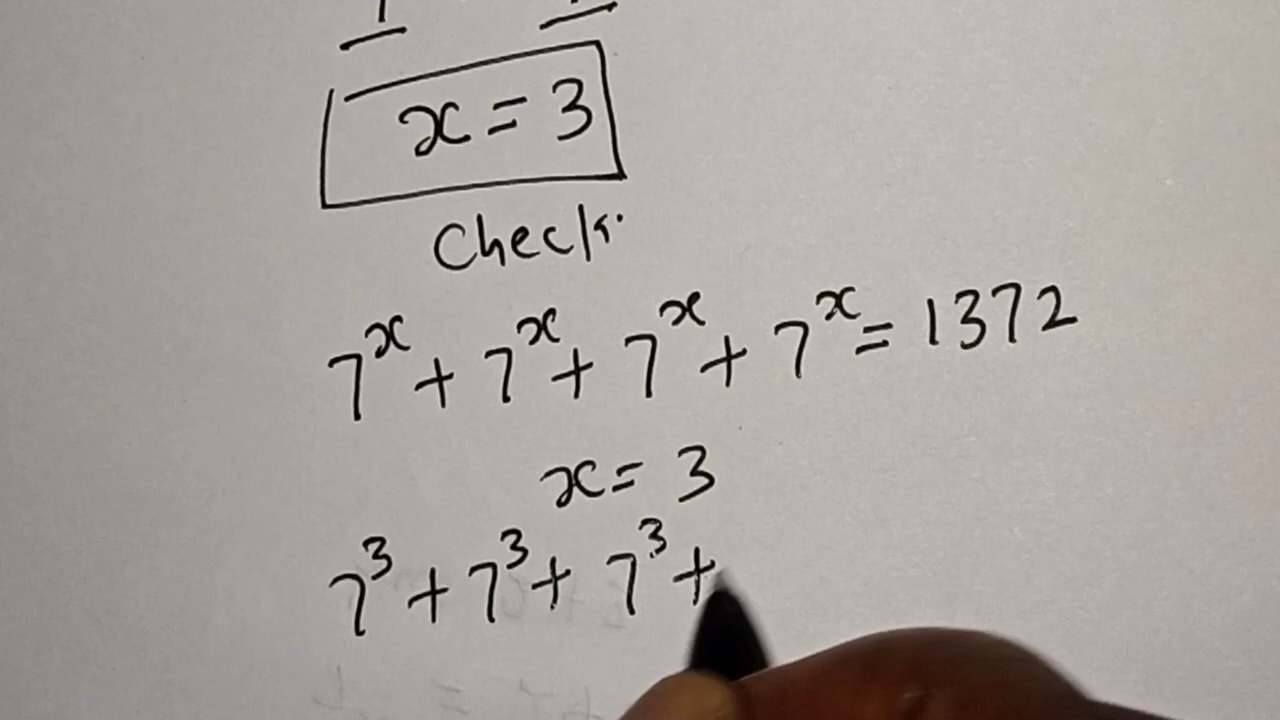 x = 3
Check
7^x + 7^x + 7^x + 7^x = 1372
x = 3
7^3 + 7^3 + 7^3 +